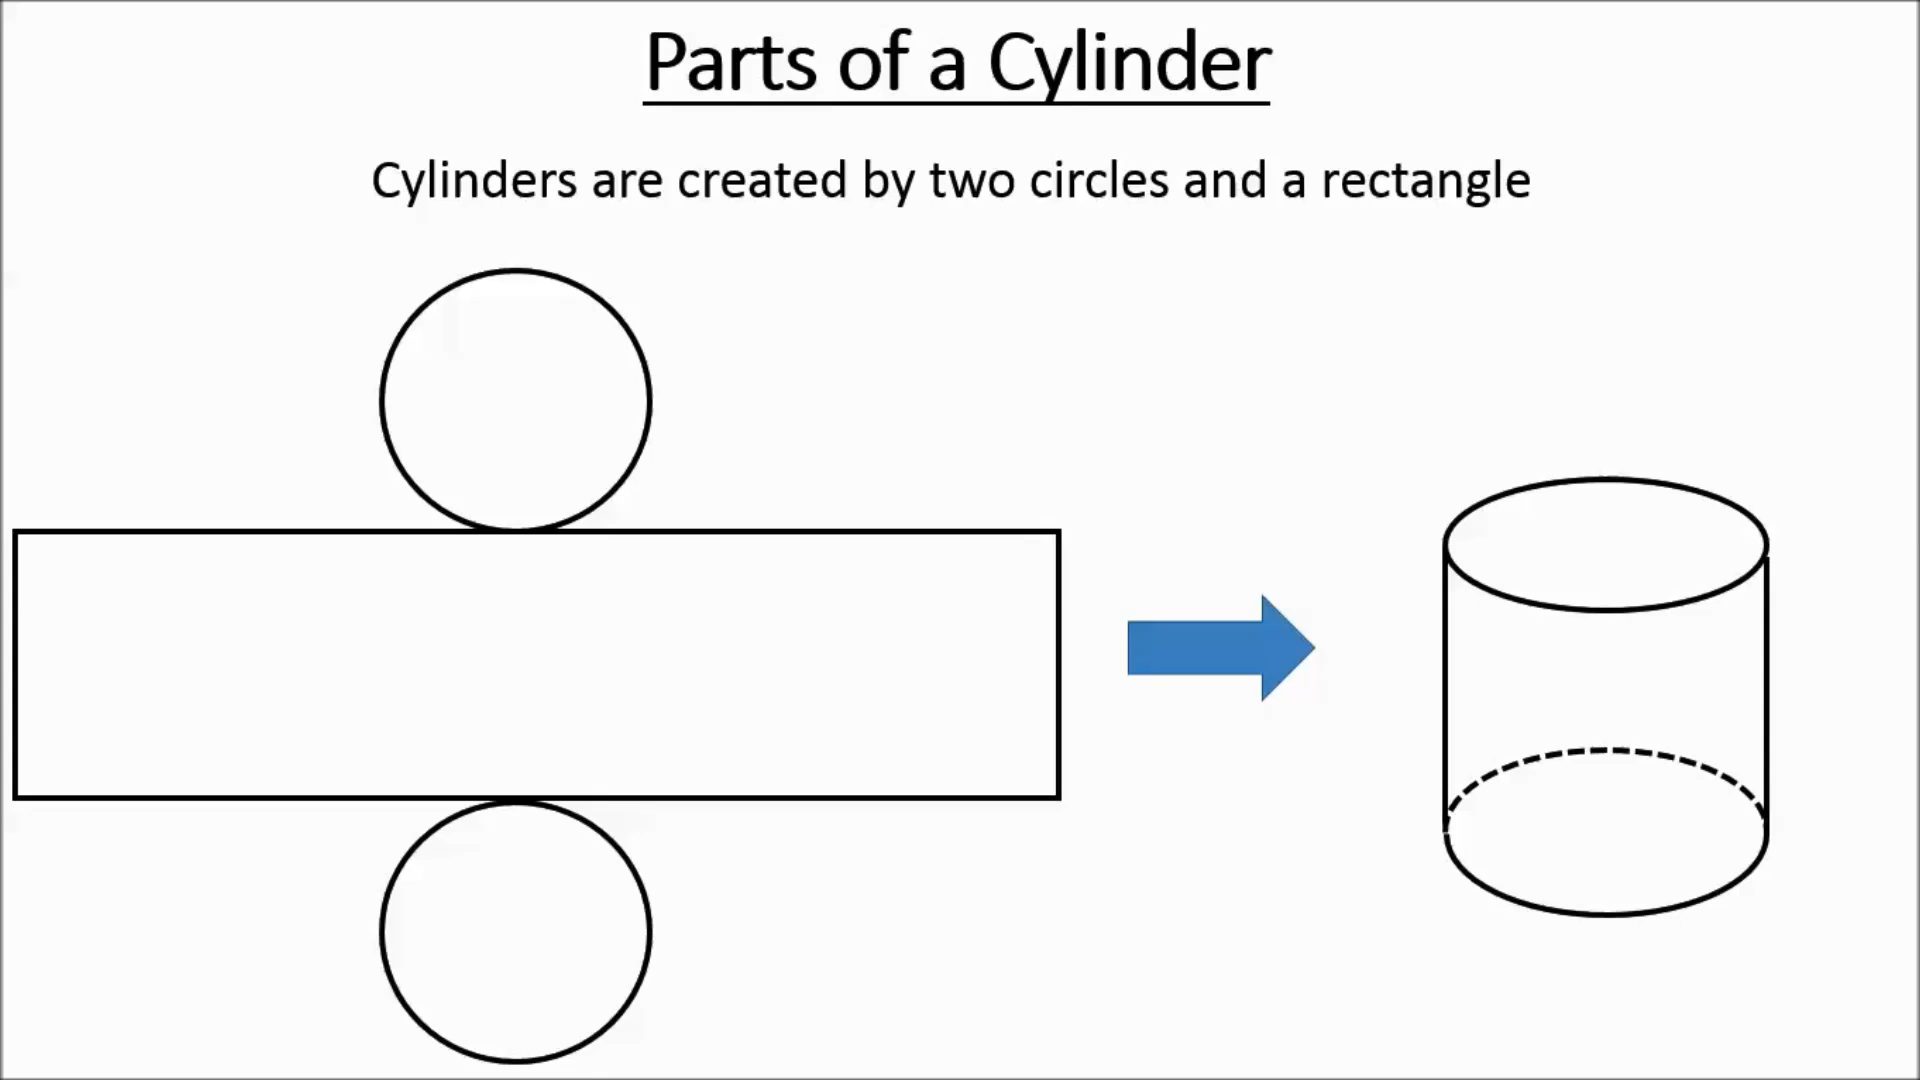 Parts of a Cylinder
Cylinders are created by two circles and a rectangle